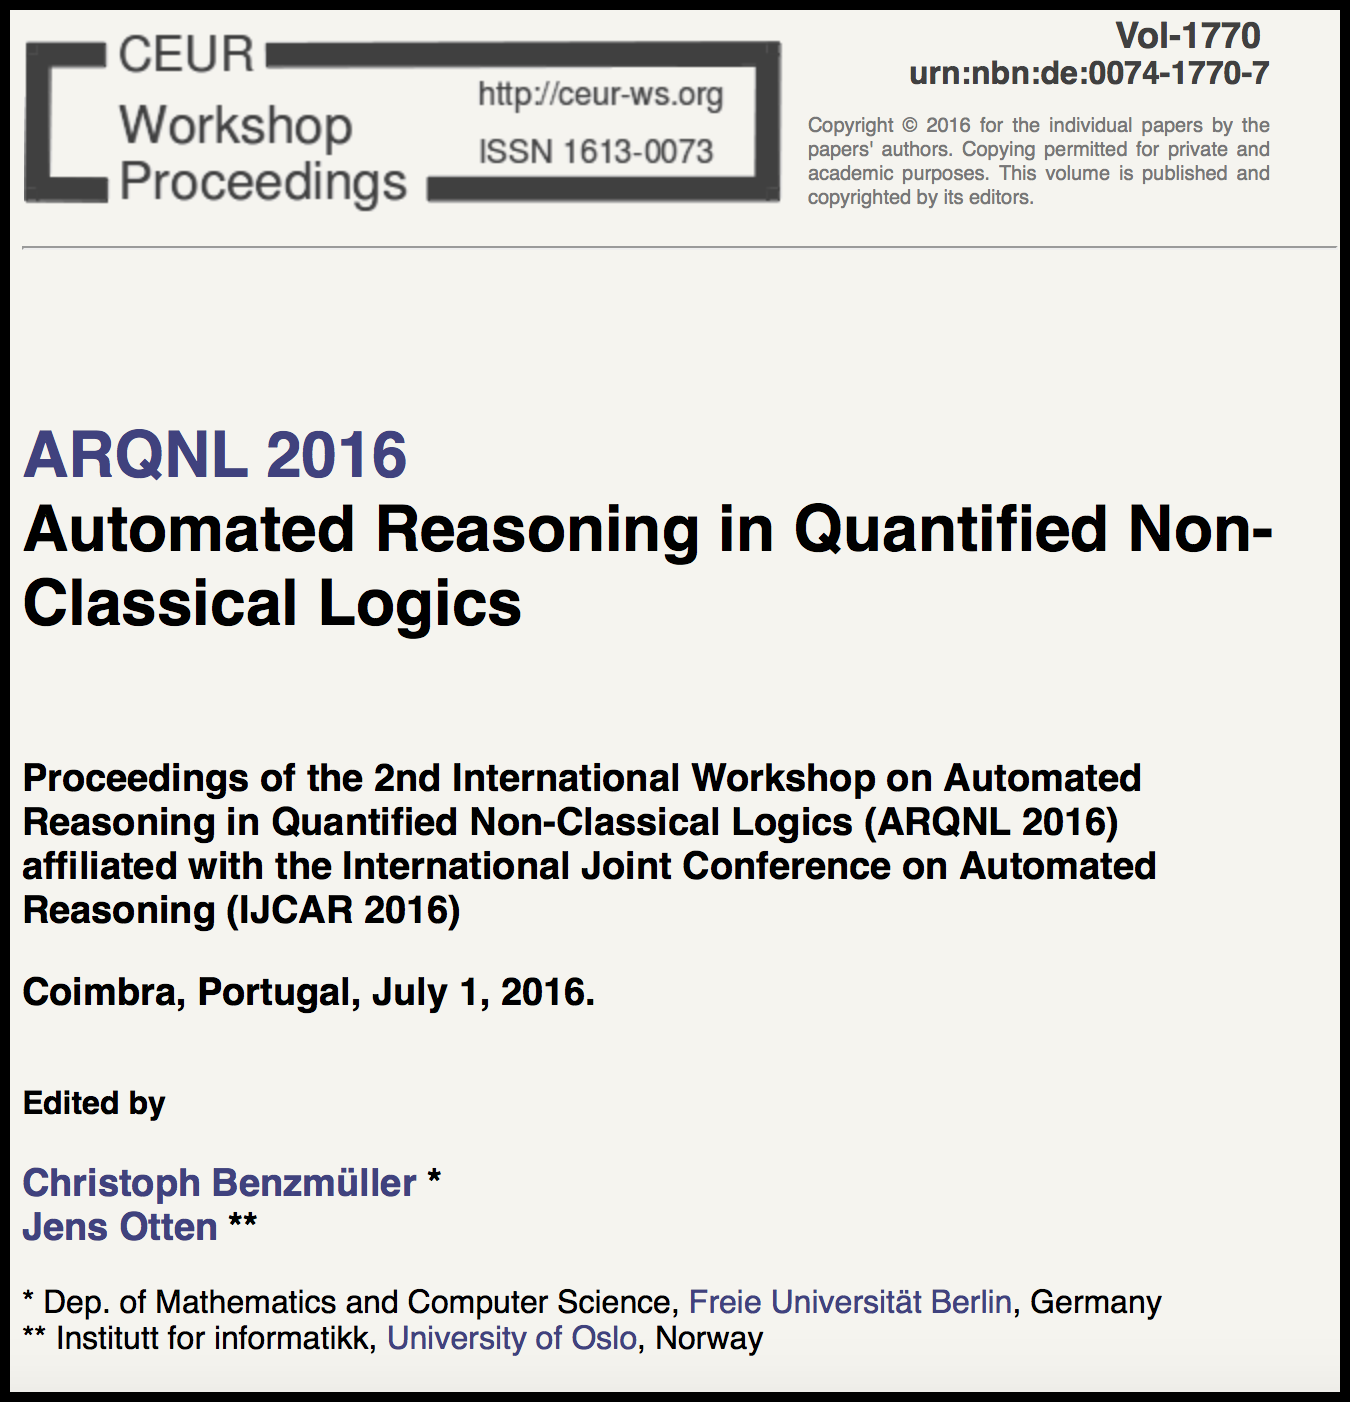 CEUR
Workshop
Proceedings
http://ceur-ws.org
ISSN 1613-0073
Vol-1770
urn:nbn:de:0074-1770-7
Copyright © 2016 for the individual papers by the
papers' authors. Copying permitted for private and
academic purposes. This volume is published and
copyrighted by its editors.
ARQNL 2016
Automated Reasoning in Quantified Non-
Classical Logics
Proceedings of the 2nd International Workshop on Automated
Reasoning in Quantified Non-Classical Logics (ARQNL 2016)
affiliated with the International Joint Conference on Automated
Reasoning (IJCAR 2016)
Coimbra, Portugal, July 1, 2016.
Edited by
Christoph Benzmüller *
Jens Otten **
* Dep. of Mathematics and Computer Science, Freie Universität Berlin, Germany
** Institutt for informatikk, University of Oslo, Norway